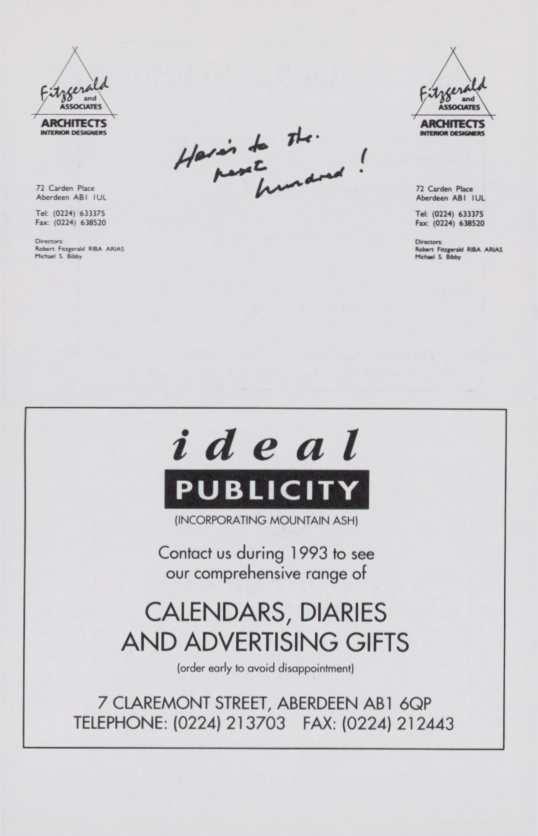 Fitzgerald
and
ASSOCIATES
ARCHITECTS
INTERIOR DESIGNERS
72 Carden Place
Aberdeen AB1 1UL
Tel: (0224) 633375
Fax: (0224) 638520
Directors:
Robert Fitzgerald RIBA ARIAS
Michael S. Bibby
Here's to the
next
hundred!
Fitzgerald
and
ASSOCIATES
ARCHITECTS
INTERIOR DESIGNERS
72 Carden Place
Aberdeen AB1 1UL
Tel: (0224) 633375
Fax: (0224) 638520
Directors:
Robert Fitzgerald RIBA ARIAS
Michael S. Bibby
ideal
PUBLICITY
(INCORPORATING MOUNTAIN ASH)
Contact us during 1993 to see
our comprehensive range of
CALENDARS, DIARIES
AND ADVERTISING GIFTS
(order early to avoid disappointment)
7 CLAREMONT STREET, ABERDEEN AB1 6QP
TELEPHONE: (0224) 213703 FAX: (0224) 212443